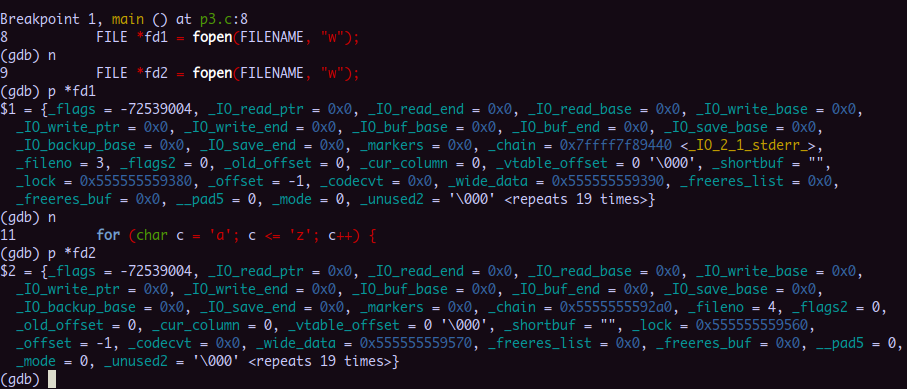 Breakpoint 1, main () at p3.c:8
8           FILE *fd1 = fopen(FILENAME, "w");
(gdb) n
9           FILE *fd2 = fopen(FILENAME, "w");
(gdb) p *fd1
$1 = {_flags = -72539004, _IO_read_ptr = 0x0, _IO_read_end = 0x0, _IO_read_base = 0x0, _IO_write_base = 0x0,
  _IO_write_ptr = 0x0, _IO_write_end = 0x0, _IO_buf_base = 0x0, _IO_buf_end = 0x0, _IO_save_base = 0x0,
  _IO_backup_base = 0x0, _IO_save_end = 0x0, _markers = 0x0, _chain = 0x7ffff7f89440 <_IO_2_1_stderr_>,
  _fileno = 3, _flags2 = 0, _old_offset = 0, _cur_column = 0, _vtable_offset = 0 '\000', _shortbuf = "",
  _lock = 0x555555559380, _offset = -1, _codecvt = 0x0, _wide_data = 0x555555559390, _freeres_list = 0x0,
  _freeres_buf = 0x0, __pad5 = 0, _mode = 0, _unused2 = '\000' <repeats 19 times>}
(gdb) n
11          for (char c = 'a'; c <= 'z'; c++) {
(gdb) p *fd2
$2 = {_flags = -72539004, _IO_read_ptr = 0x0, _IO_read_end = 0x0, _IO_read_base = 0x0, _IO_write_base = 0x0,
  _IO_write_ptr = 0x0, _IO_write_end = 0x0, _IO_buf_base = 0x0, _IO_buf_end = 0x0, _IO_save_base = 0x0,
  _IO_backup_base = 0x0, _IO_save_end = 0x0, _markers = 0x0, _chain = 0x5555555592a0, _fileno = 4, _flags2 = 0,
  _old_offset = 0, _cur_column = 0, _vtable_offset = 0 '\000', _shortbuf = "", _lock = 0x555555559560,
  _offset = -1, _codecvt = 0x0, _wide_data = 0x555555559570, _freeres_list = 0x0, _freeres_buf = 0x0, __pad5 = 0,
  _mode = 0, _unused2 = '\000' <repeats 19 times>}
(gdb)